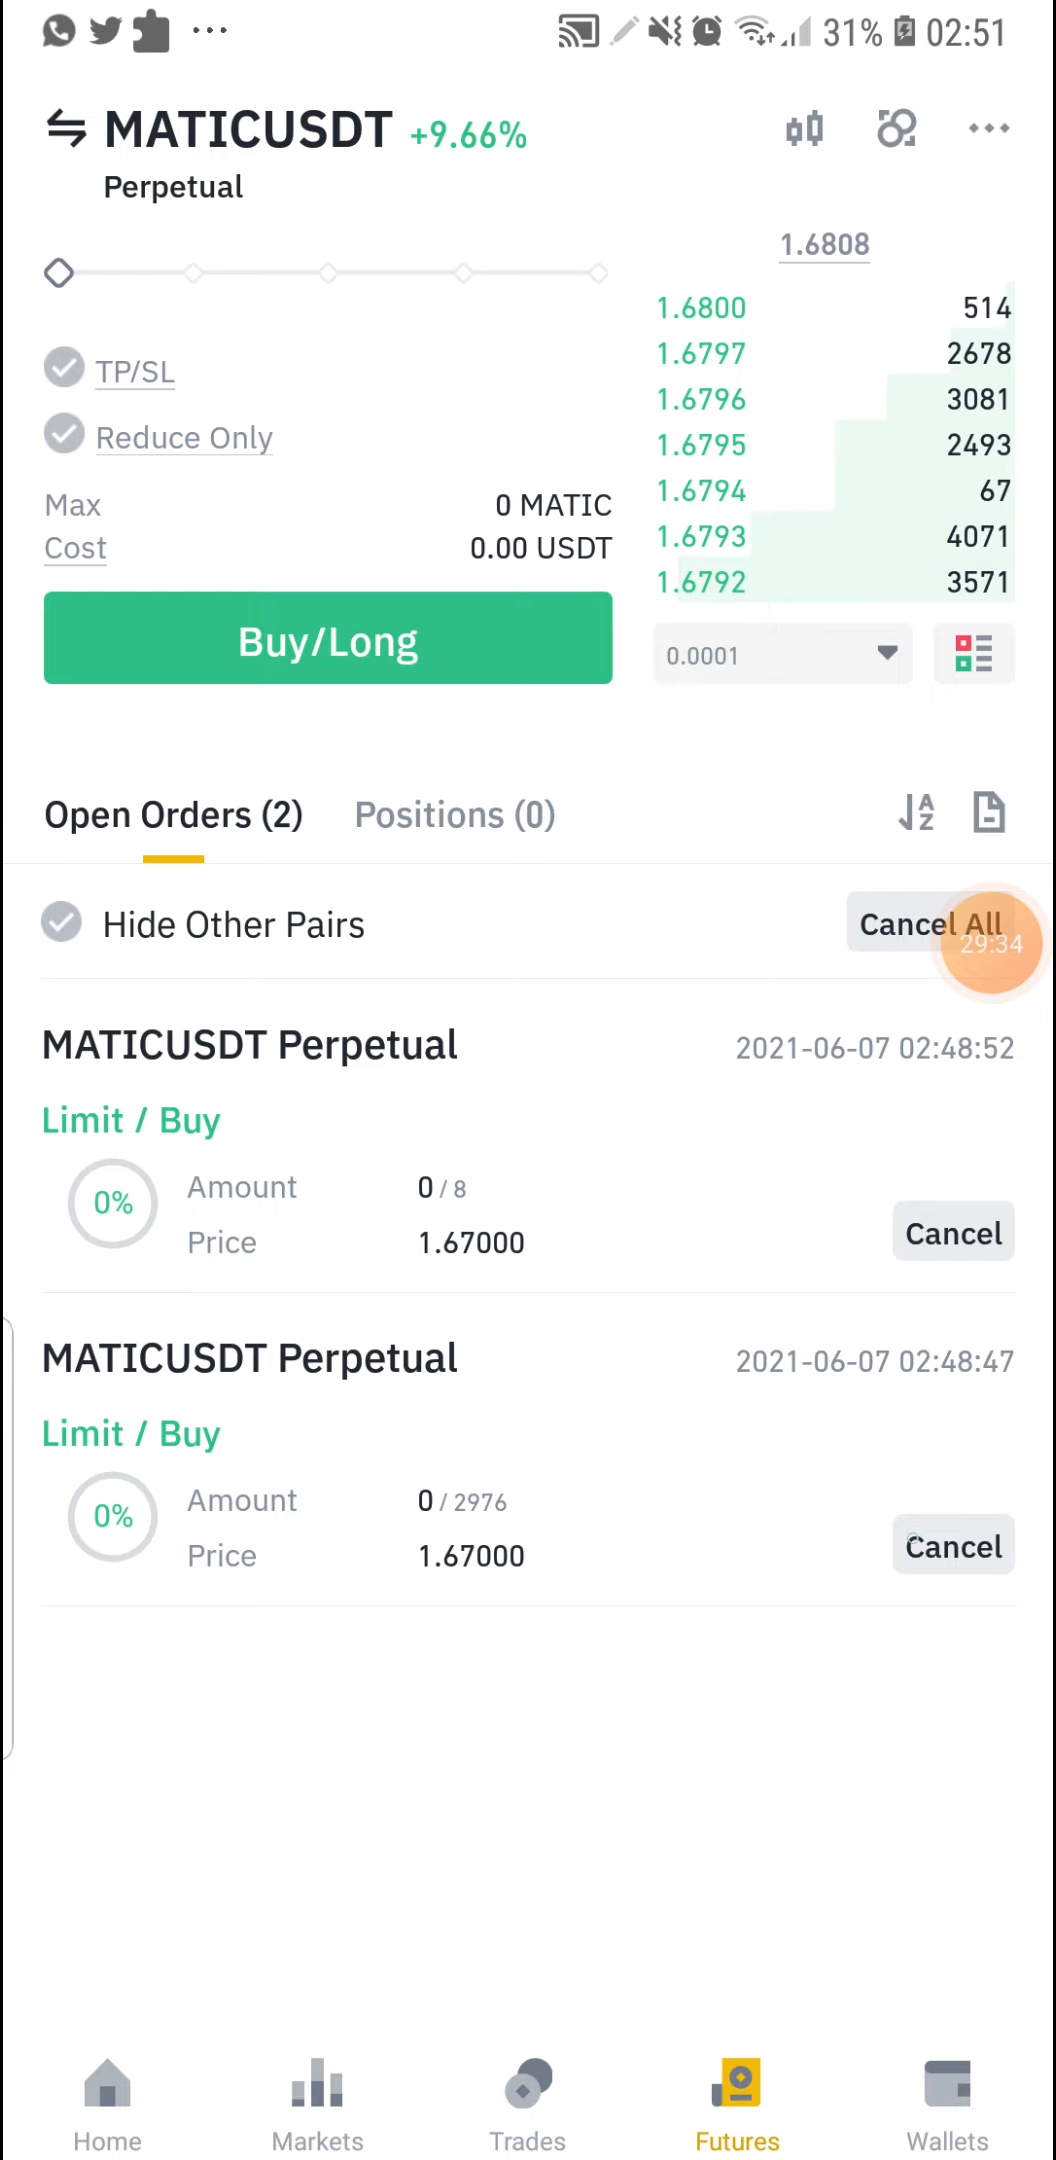 31% 02:51
MATICUSDT +9.66%
Perpetual
1.6808
1.6800 514
1.6797 2678
TP/SL
1.6796 3081
Reduce Only
1.6795 2493
1.6794 67
Max 0 MATIC
1.6793 4071
Cost 0.00 USDT
1.6792 3571
Buy/Long
0.0001
Open Orders (2) Positions (0)
Hide Other Pairs Cancel All
29:34
MATICUSDT Perpetual 2021-06-07 02:48:52
Limit / Buy
0% Amount 0 / 8
Price 1.67000
Cancel
MATICUSDT Perpetual 2021-06-07 02:48:47
Limit / Buy
0% Amount 0 / 2976
Price 1.67000
Cancel
Home Markets Trades Futures Wallets